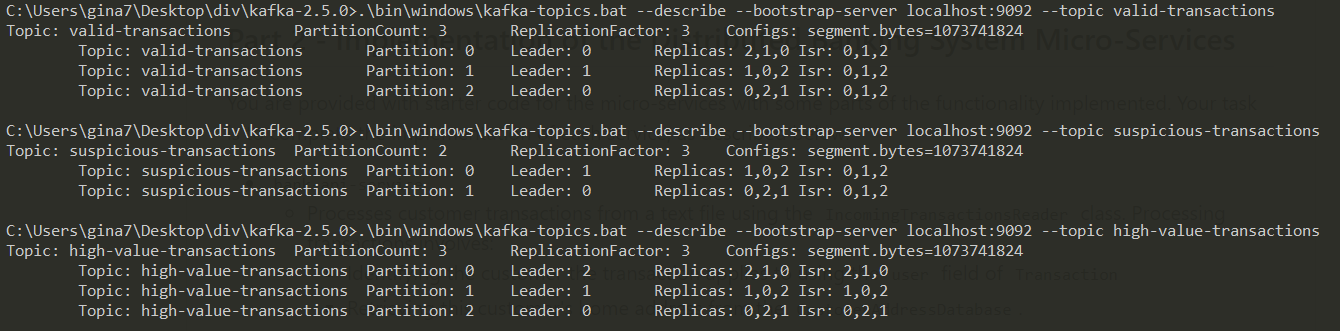 C:\Users\gina7\Desktop\div\kafka-2.5.0>.\bin\windows\kafka-topics.bat --describe --bootstrap-server localhost:9092 --topic valid-transactions
Topic: valid-transactions PartitionCount: 3 ReplicationFactor: 3 Configs: segment.bytes=1073741824
Topic: valid-transactions Partition: 0 Leader: 0 Replicas: 2,1,0 Isr: 0,1,2
Topic: valid-transactions Partition: 1 Leader: 1 Replicas: 1,0,2 Isr: 0,1,2
Topic: valid-transactions Partition: 2 Leader: 0 Replicas: 0,2,1 Isr: 0,1,2
C:\Users\gina7\Desktop\div\kafka-2.5.0>.\bin\windows\kafka-topics.bat --describe --bootstrap-server localhost:9092 --topic suspicious-transactions
Topic: suspicious-transactions PartitionCount: 2 ReplicationFactor: 3 Configs: segment.bytes=1073741824
Topic: suspicious-transactions Partition: 0 Leader: 1 Replicas: 1,0,2 Isr: 0,1,2
Topic: suspicious-transactions Partition: 1 Leader: 0 Replicas: 0,2,1 Isr: 0,1,2
Processes customer transactions from a text file using the IncomingTransactionsReader class. Processing
C:\Users\gina7\Desktop\div\kafka-2.5.0>.\bin\windows\kafka-topics.bat --describe --bootstrap-server localhost:9092 --topic high-value-transactions
Topic: high-value-transactions PartitionCount: 3 ReplicationFactor: 3 Configs: segment.bytes=1073741824
Topic: high-value-transactions Partition: 0 Leader: 2 Replicas: 2,1,0 Isr: 2,1,0
Topic: high-value-transactions Partition: 1 Leader: 1 Replicas: 1,0,2 Isr: 1,0,2
Topic: high-value-transactions Partition: 2 Leader: 0 Replicas: 0,2,1 Isr: 0,2,1